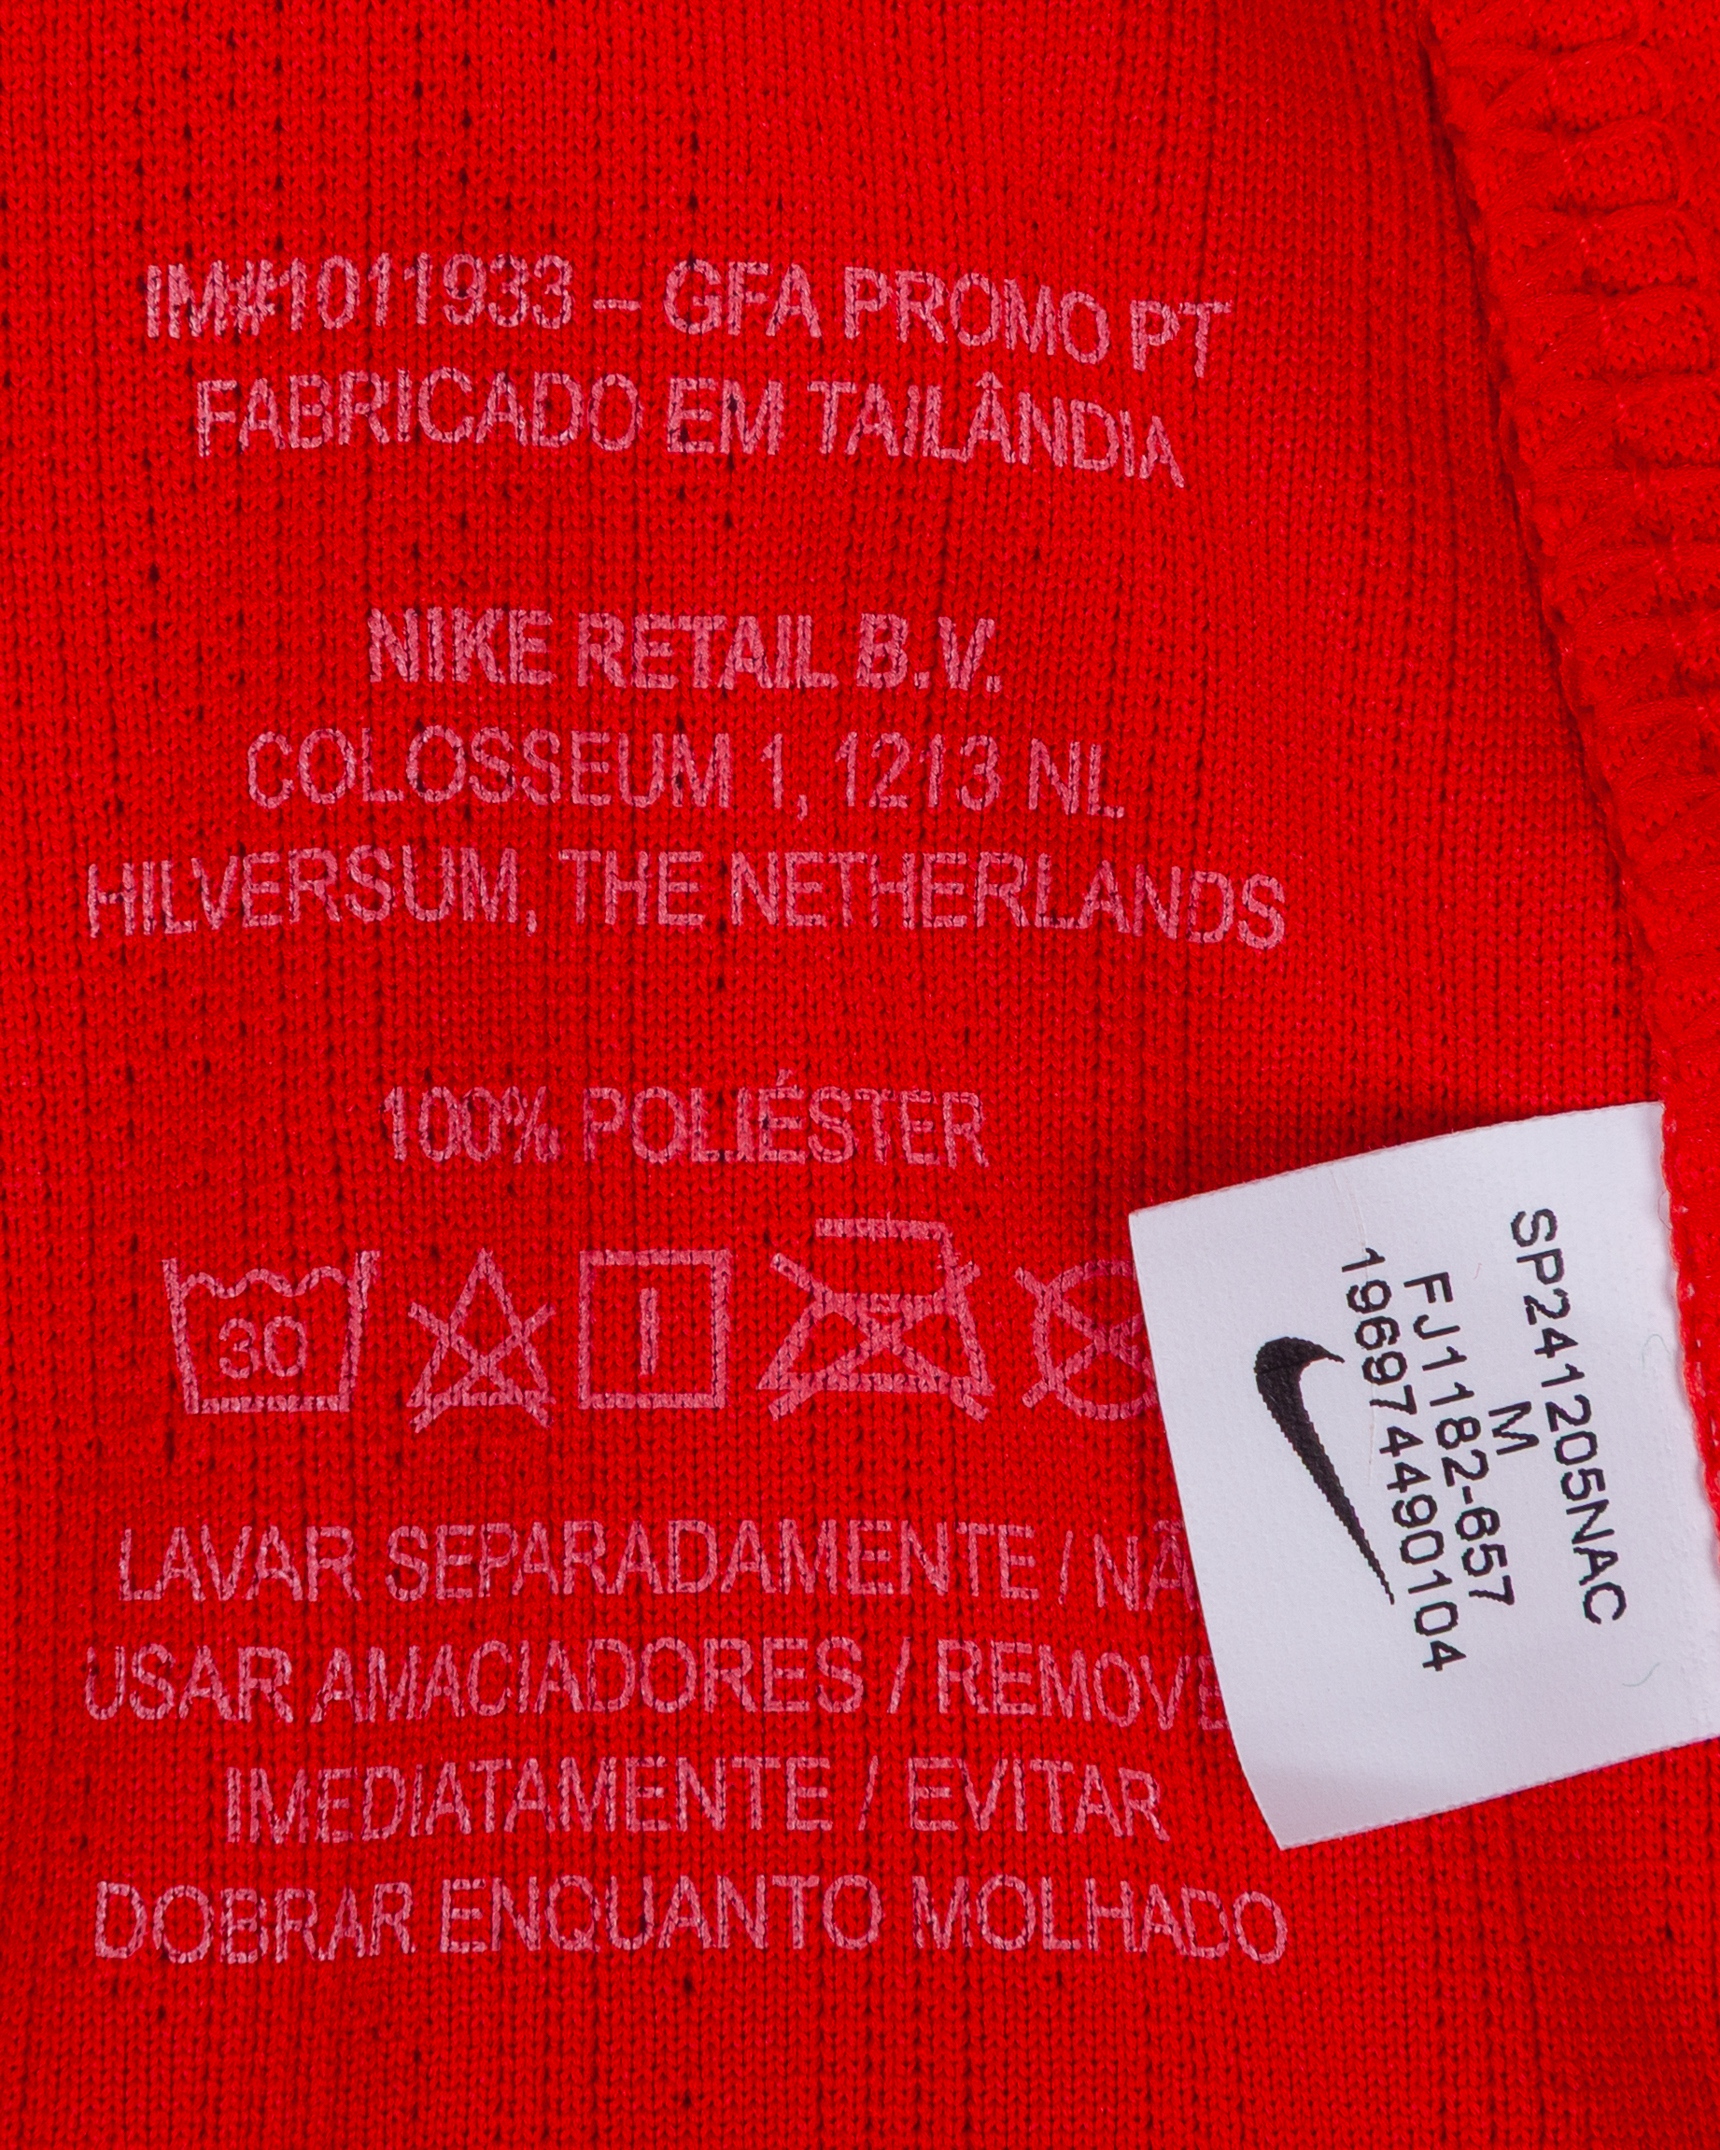 IM#1011933 – GFA PROMO PT
FABRICADO EM TAILÂNDIA
NIKE RETAIL B.V.
COLOSSEUM 1, 1213 NL
HILVERSUM, THE NETHERLANDS
100% POLIÉSTER
30
I
LAVAR SEPARADAMENTE / NÃ
USAR AMACIADORES / REMOVE
IMEDIATAMENTE / EVITAR
DOBRAR ENQUANTO MOLHADO
SP241205NAC
M
FJ1182-657
196974490104